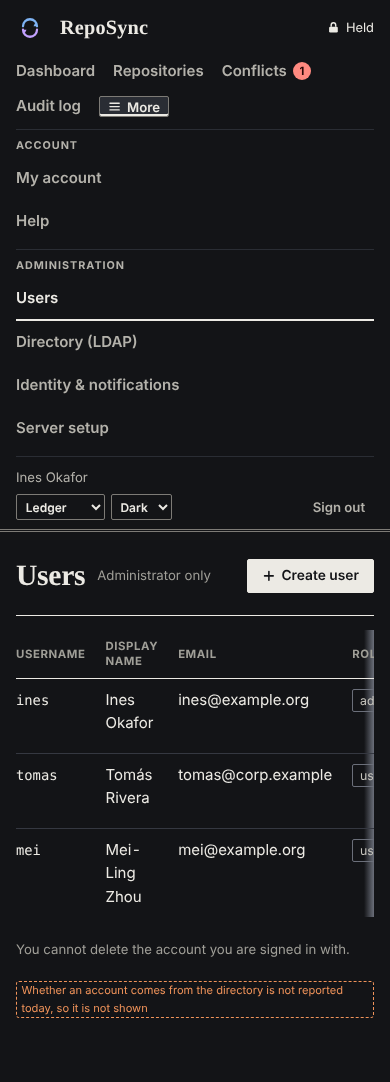 RepoSync
Held
Dashboard Repositories Conflicts 1
Audit log More
ACCOUNT
My account
Help
ADMINISTRATION
Users
Directory (LDAP)
Identity & notifications
Server setup
Ines Okafor
Ledger Dark Sign out
Users Administrator only + Create user
USERNAME DISPLAY NAME EMAIL
ines Ines Okafor ines@example.org
tomas Tomás Rivera tomas@corp.example
mei Mei-Ling Zhou mei@example.org
You cannot delete the account you are signed in with.
Whether an account comes from the directory is not reported
today, so it is not shown